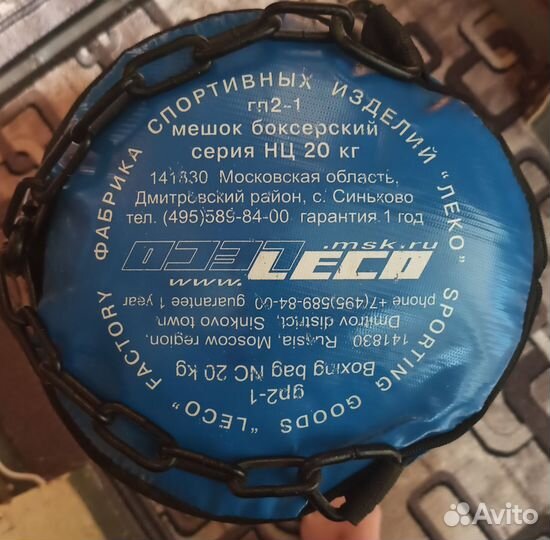 ФАБРИКА СПОРТИВНЫХ ИЗДЕЛИЙ "ЛЕКО"
гп2-1
мешок боксерский
серия НЦ 20 кг
141830 Московская область,
Дмитровский район, с. Синьково
тел. (495)589-84-00 гарантия 1 год
www.LECO.msk.ru
LECO
SPORTING GOODS "LECO" FACTORY
gp2-1
Boxing bag NC 20 kg
141830 Russia, Moscow region,
Dmitrov district, Sinkovo town.
phone +7(495)589-84-00 guarantee 1 year
Avito